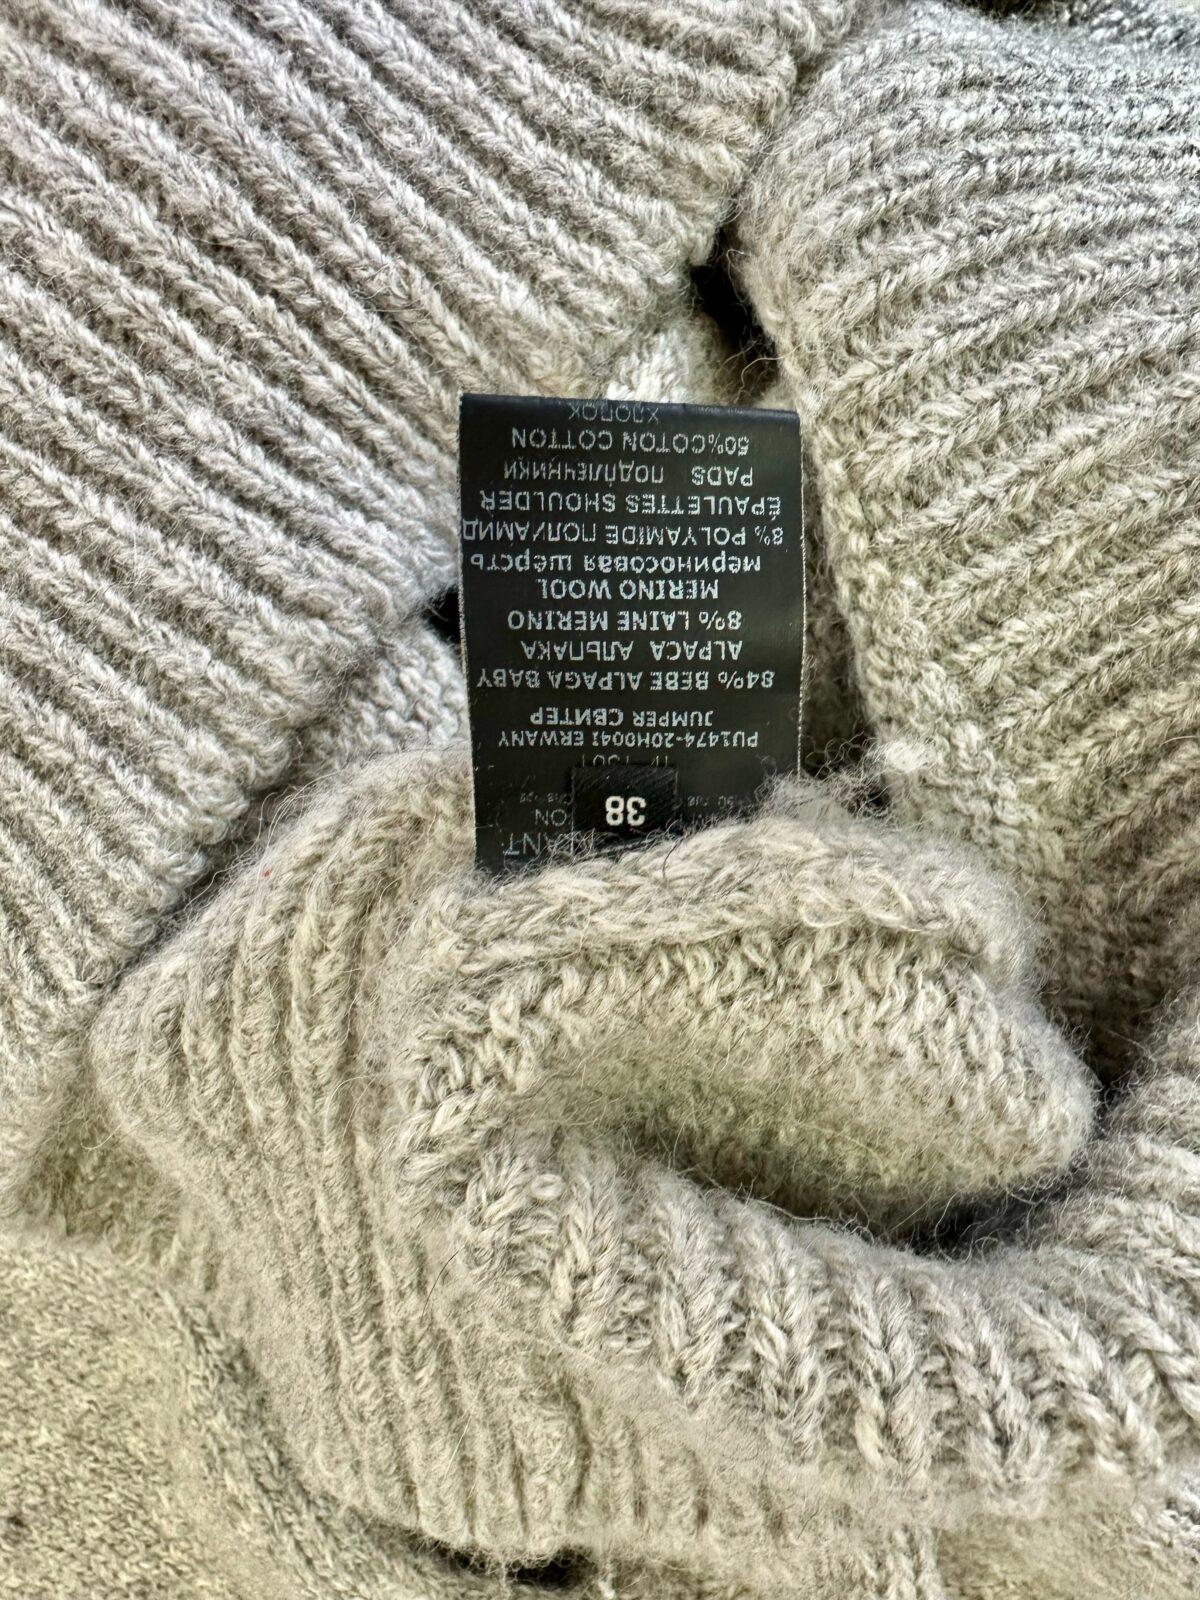 38
PU1474-20H004I ERWANY
JUMPER СВИТЕР
84% BEBE ALPAGA BABY
ALPACA АЛЬПАКА
8% LAINE MERINO
MERINO WOOL
мериносовая шерсть
8% POLYAMIDE ПОЛИАМИД
ÉPAULETTES SHOULDER
PADS ПОДПЛЕЧНИКИ
50%COTON COTTON
ХЛОПОК